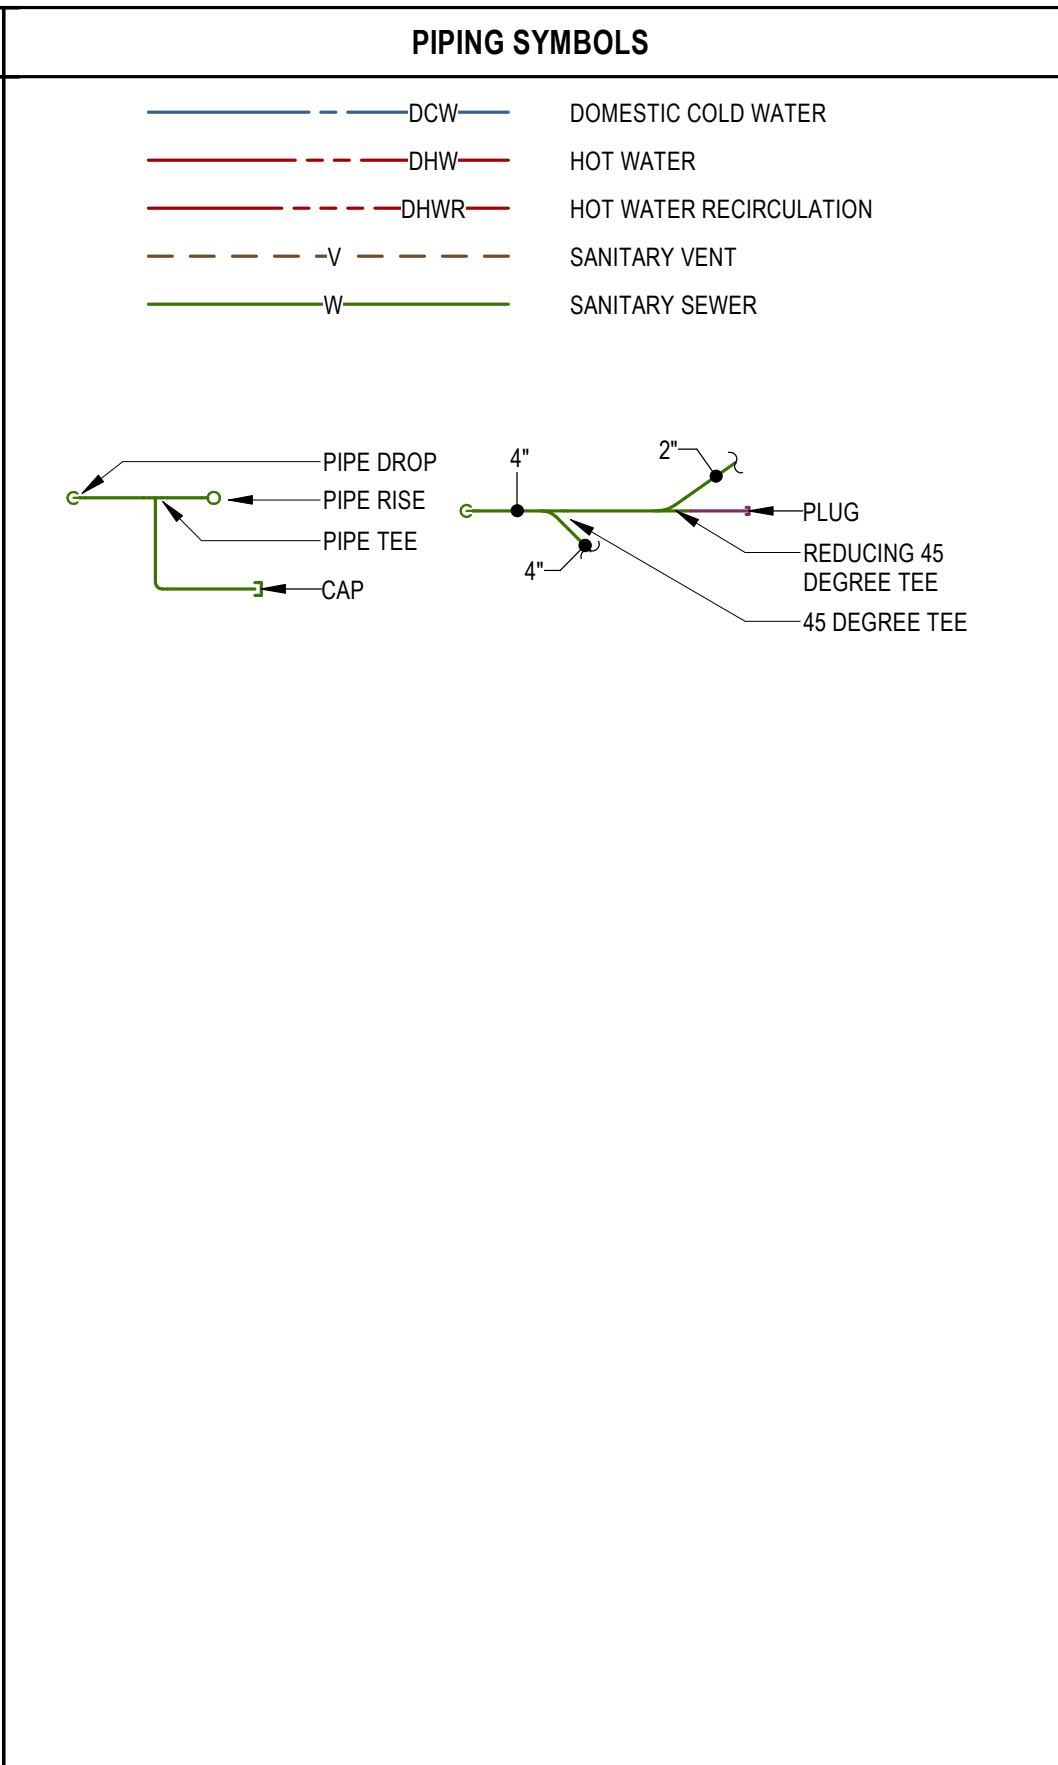 PIPING SYMBOLS
DCW DOMESTIC COLD WATER
DHW HOT WATER
DHWR HOT WATER RECIRCULATION
V SANITARY VENT
W SANITARY SEWER
PIPE DROP
PIPE RISE
PIPE TEE
CAP
4"
2"
4"
PLUG
REDUCING 45
DEGREE TEE
45 DEGREE TEE